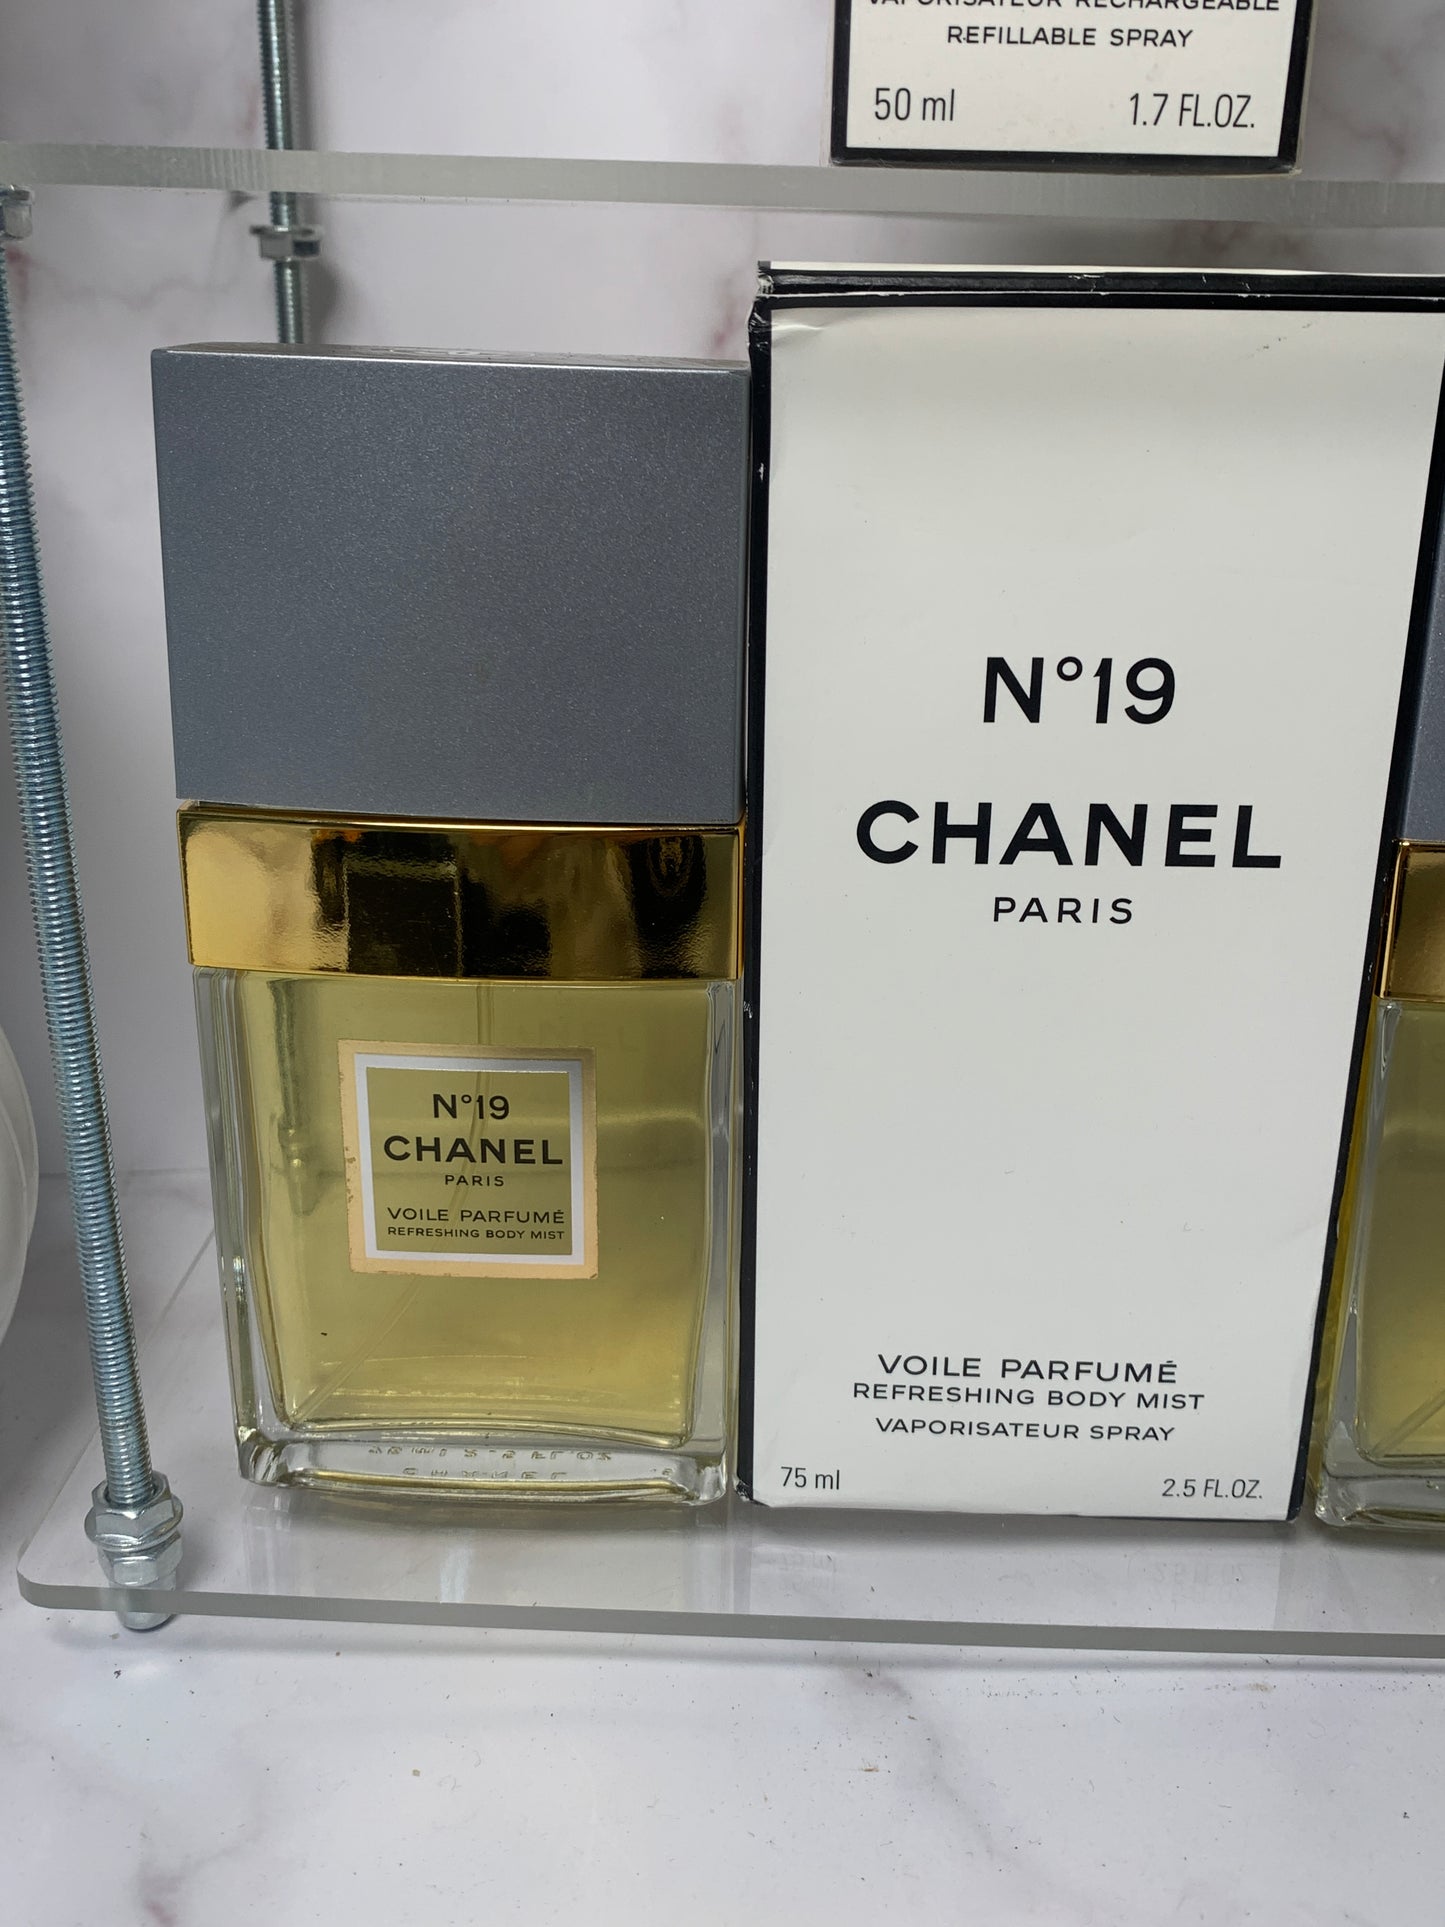 VAPORISATEUR RECHARGEABLE
REFILLABLE SPRAY
50 ml 1.7 FL.OZ.
N°19
CHANEL
PARIS
VOILE PARFUMÉ
REFRESHING BODY MIST
N°19
CHANEL
PARIS
VOILE PARFUMÉ
REFRESHING BODY MIST
VAPORISATEUR SPRAY
75 ml 2.5 FL.OZ.